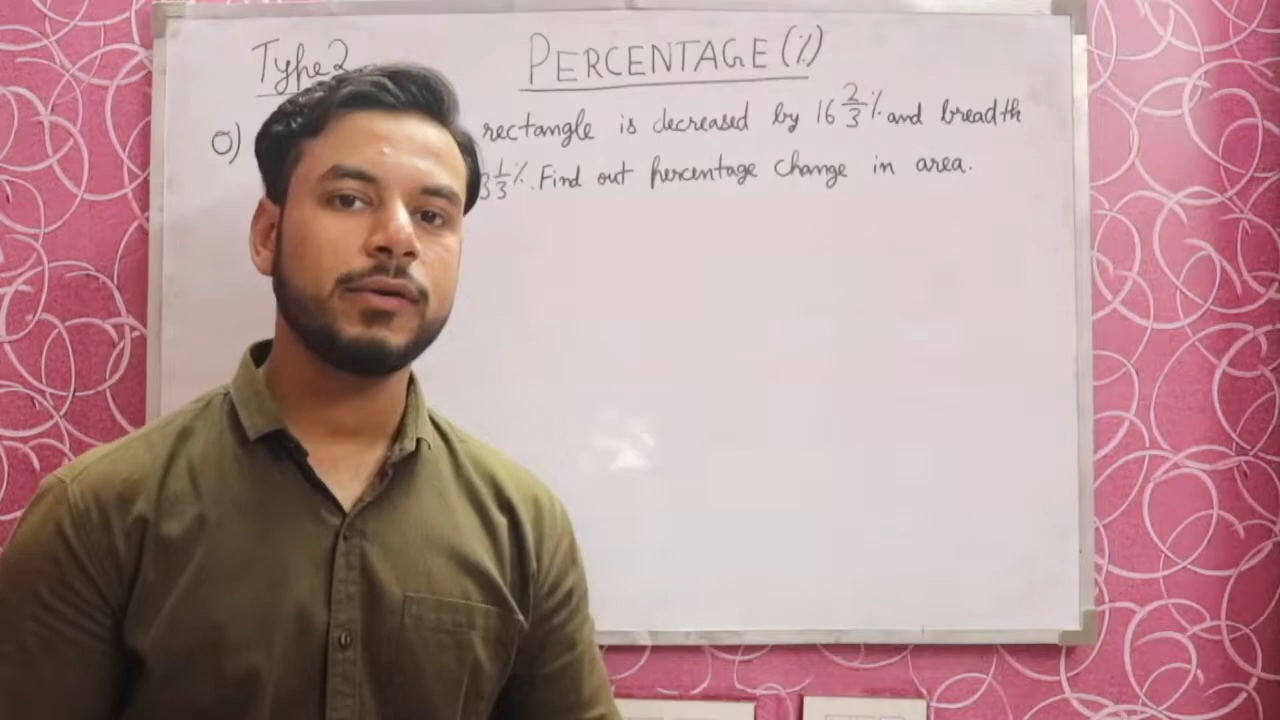 Type 2
PERCENTAGE (%)
Q) rectangle is decreased by 16 2/3 % and breadth
3 1/3 %. Find out percentage change in area.